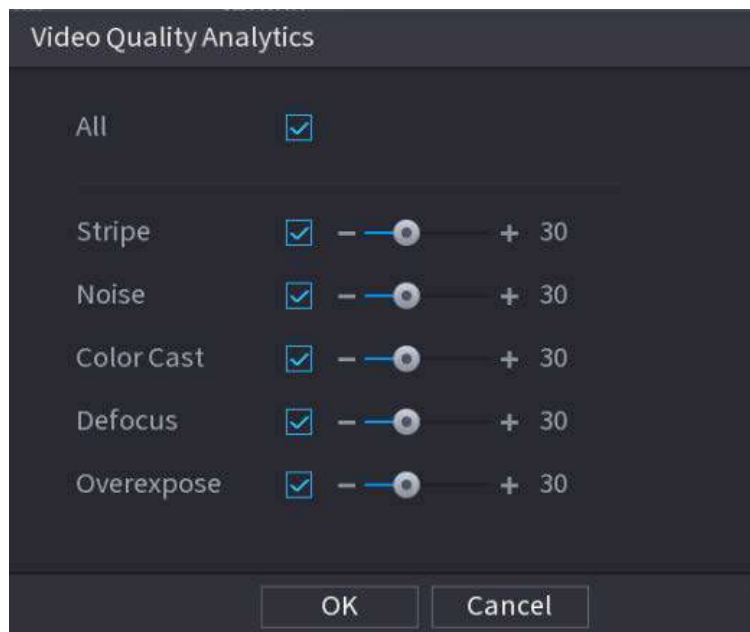 Video Quality Analytics
All
Stripe 30
Noise 30
Color Cast 30
Defocus 30
Overexpose 30
OK Cancel